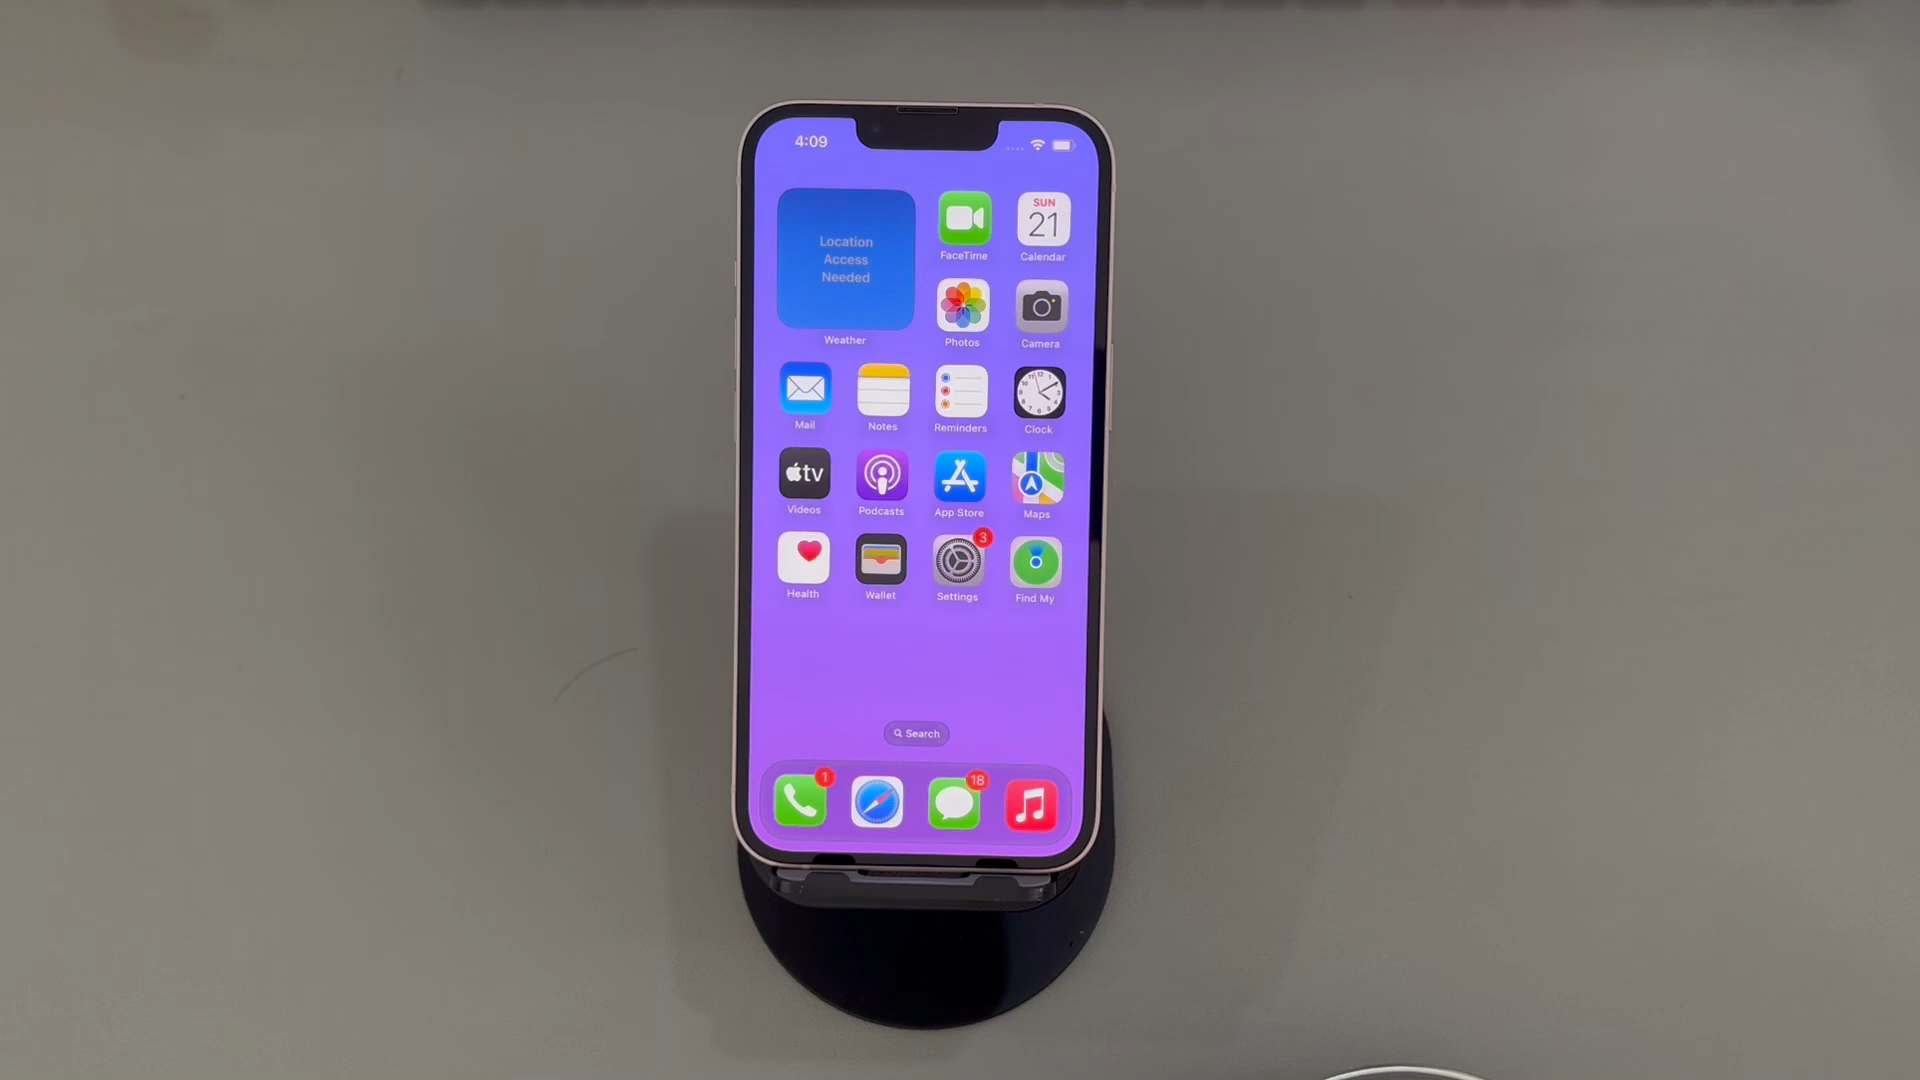 4:09
Location
Access
Needed
Weather
FaceTime
SUN
21
Calendar
Photos
Camera
Mail
Notes
Reminders
Clock
tv
Videos
Podcasts
App Store
Maps
Health
Wallet
3
Settings
Find My
Search
1
18